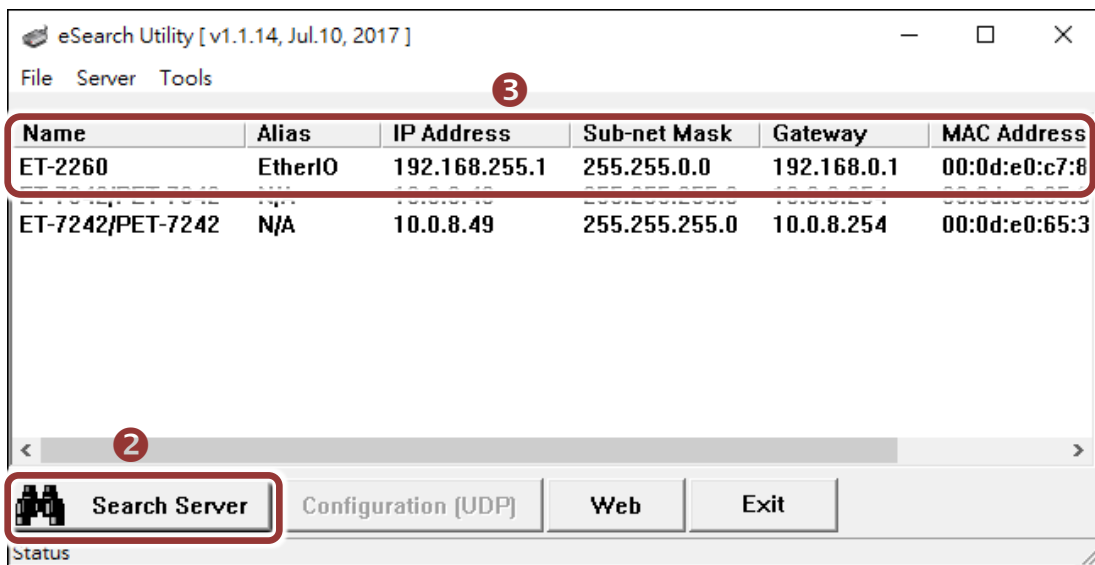 eSearch Utility [ v1.1.14, Jul.10, 2017 ]
File Server Tools
3
Name Alias IP Address Sub-net Mask Gateway MAC Address
ET-2260 EtherIO 192.168.255.1 255.255.0.0 192.168.0.1 00:0d:e0:c7:8
ET-7242/PET-7242 N/A 10.0.8.49 255.255.255.0 10.0.8.254 00:0d:e0:65:3
2
Search Server Configuration (UDP) Web Exit
Status